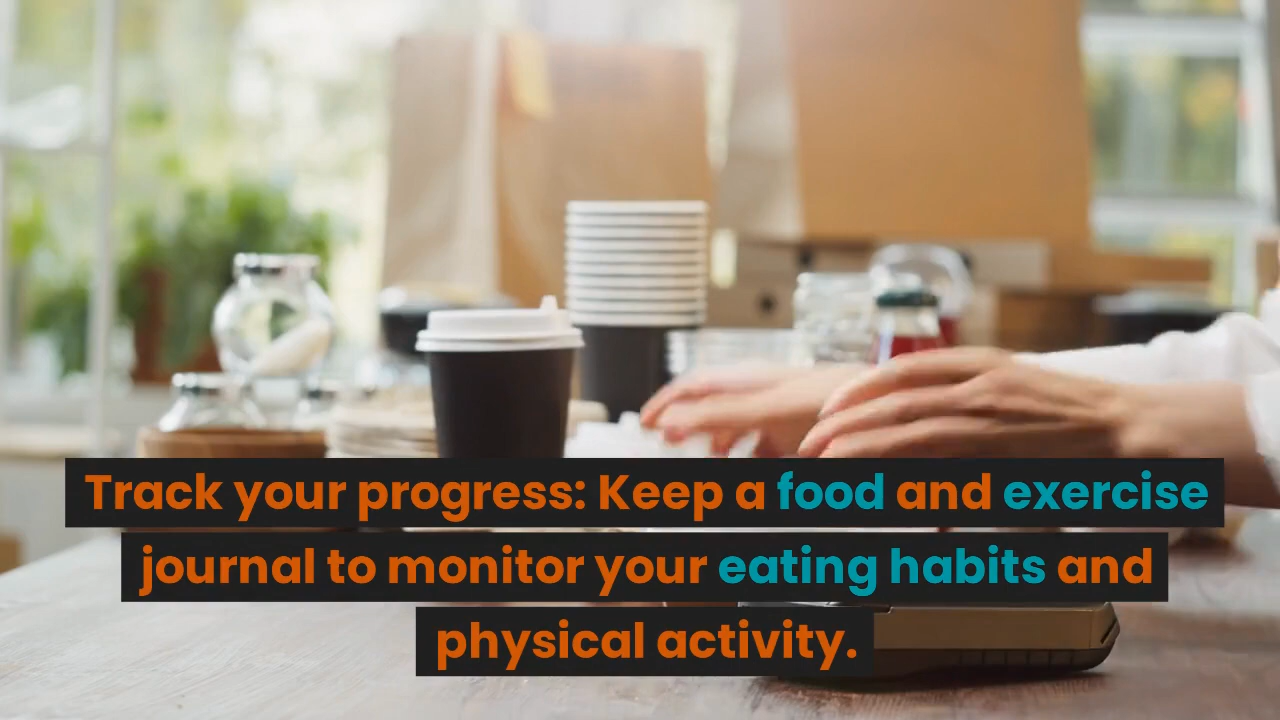 Track your progress: Keep a food and exercise
journal to monitor your eating habits and
physical activity.